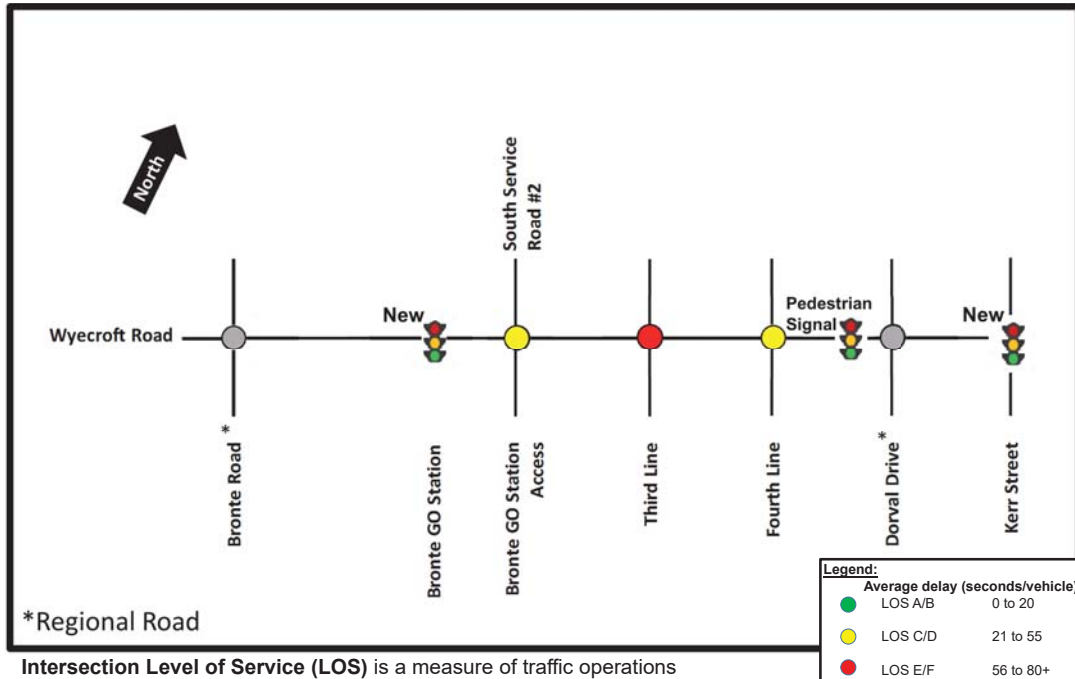 North
South Service
Road #2
Wyecroft Road
New
Pedestrian
Signal
New
Bronte Road*
Bronte GO Station
Bronte GO Station
Access
Third Line
Fourth Line
Dorval Drive*
Kerr Street
*Regional Road
Legend:
Average delay (seconds/vehicle)
LOS A/B 0 to 20
LOS C/D 21 to 55
LOS E/F 56 to 80+
Intersection Level of Service (LOS) is a measure of traffic operations